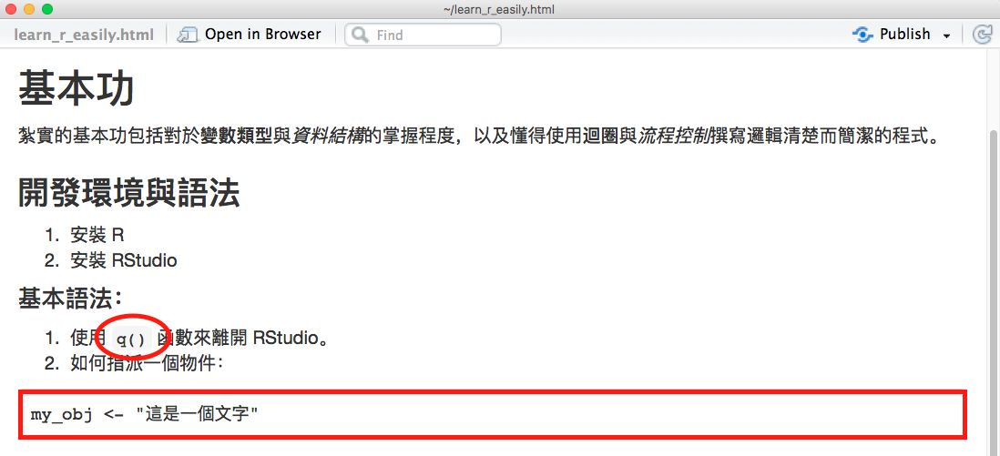 ~/learn_r_easily.html
learn_r_easily.html Open in Browser Find Publish
基本功
紮實的基本功包括對於變數類型與資料結構的掌握程度，以及懂得使用迴圈與流程控制撰寫邏輯清楚而簡潔的程式。
開發環境與語法
1. 安裝 R
2. 安裝 RStudio
基本語法：
1. 使用 q() 函數來離開 RStudio。
2. 如何指派一個物件：
my_obj <- "這是一個文字"